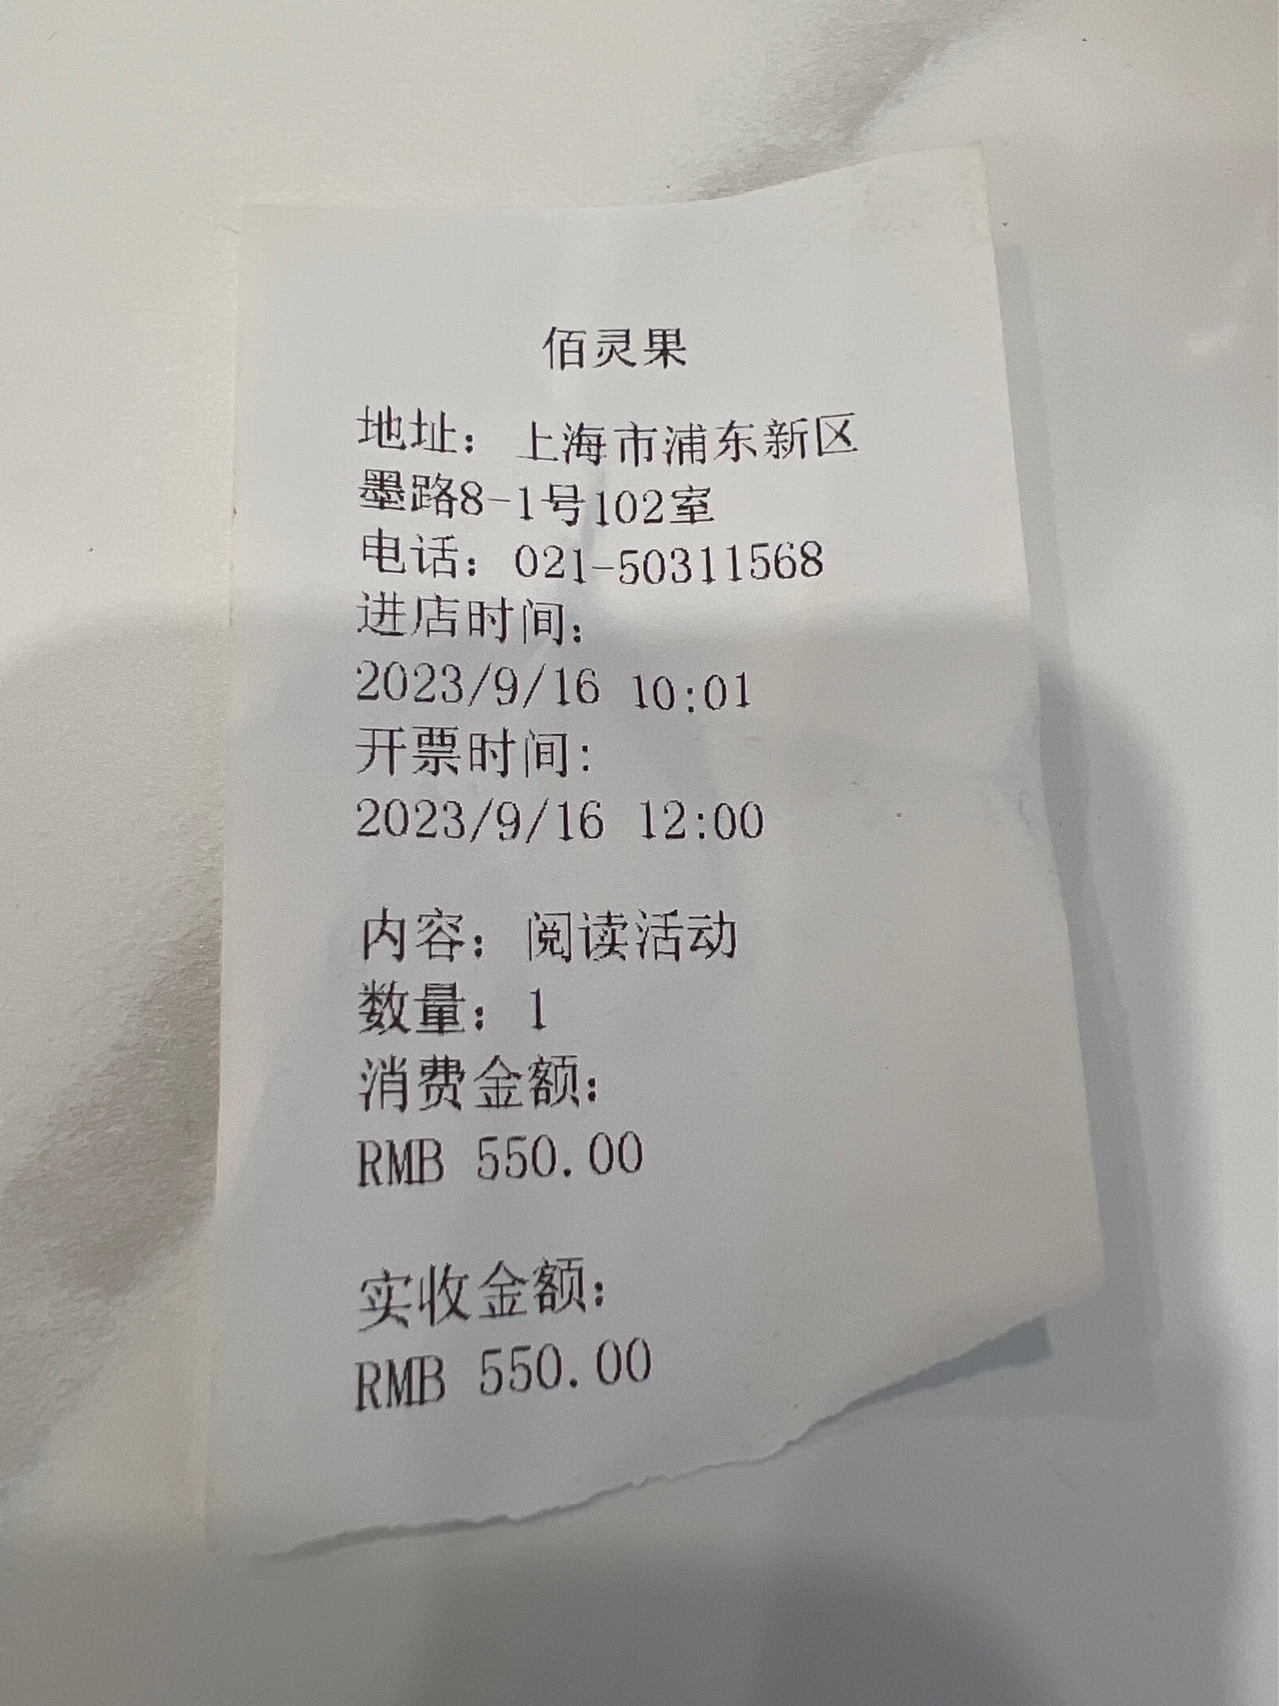 佰灵果
地址：上海市浦东新区
墨路8-1号102室
电话：021-50311568
进店时间：
2023/9/16 10:01
开票时间:
2023/9/16 12:00
内容：阅读活动
数量：1
消费金额：
RMB 550.00
实收金额：
RMB 550.00